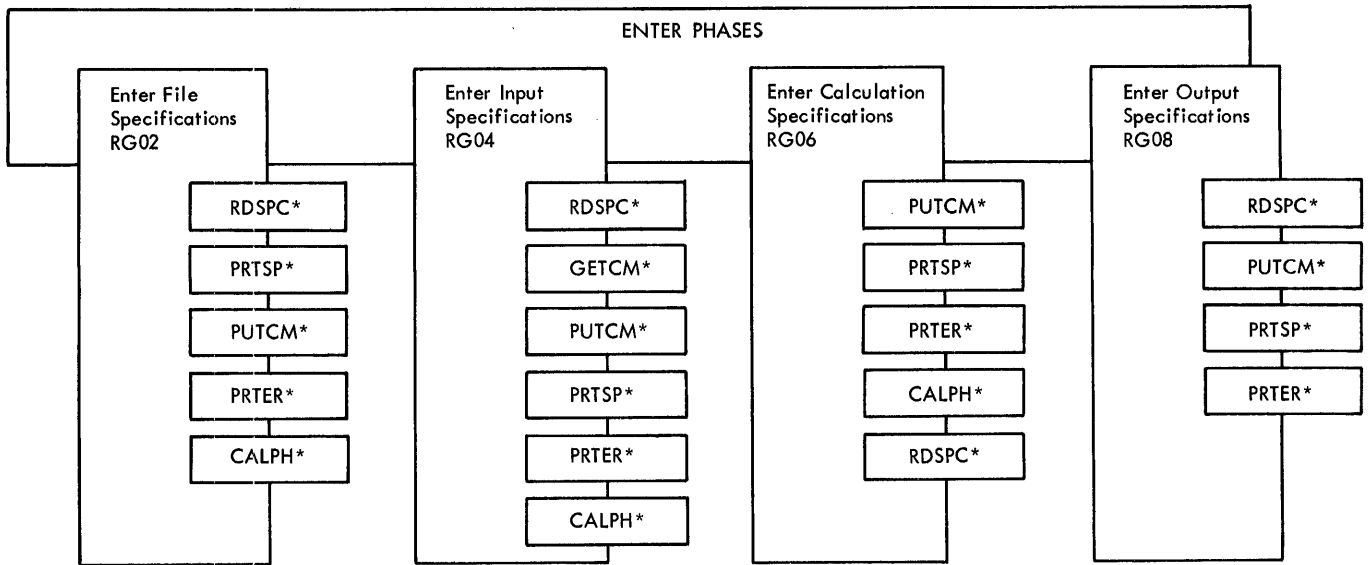 ENTER PHASES
Enter File
Specifications
RG02
RDSPC*
PRTSP*
PUTCM*
PRTER*
CALPH*
Enter Input
Specifications
RG04
RDSPC*
GETCM*
PUTCM*
PRTSP*
PRTER*
CALPH*
Enter Calculation
Specifications
RG06
PUTCM*
PRTSP*
PRTER*
CALPH*
RDSPC*
Enter Output
Specifications
RG08
RDSPC*
PUTCM*
PRTSP*
PRTER*